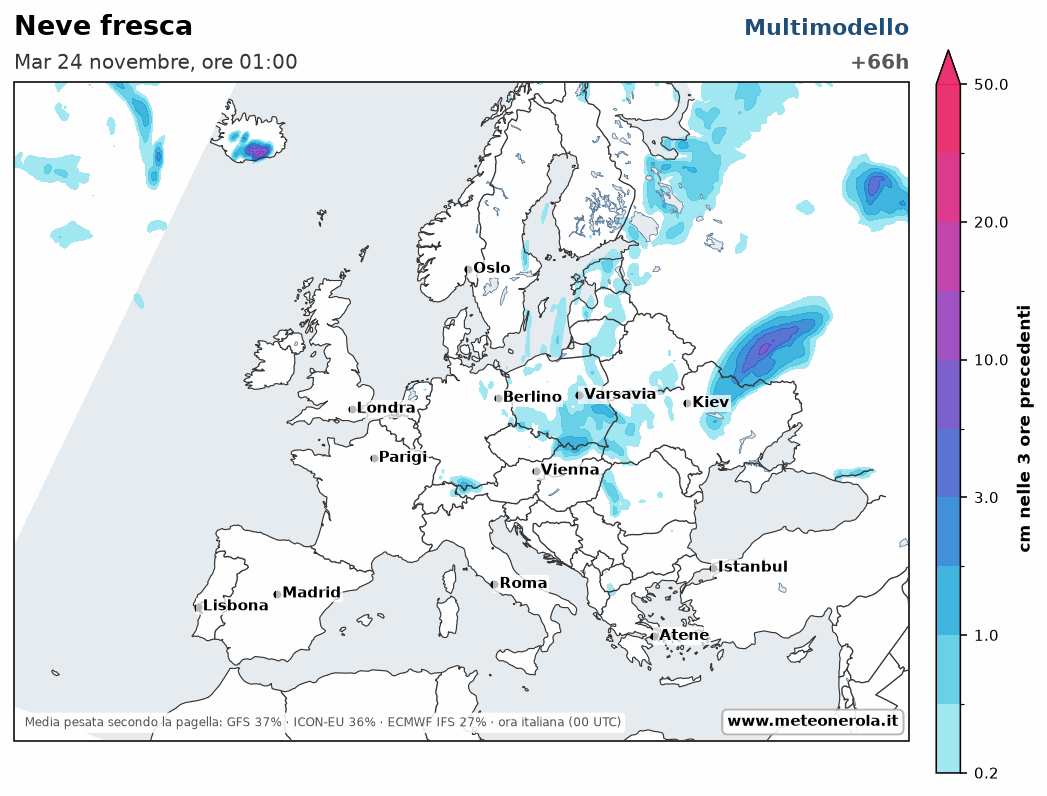 Neve fresca
Multimodello
Mar 24 novembre, ore 01:00
+66h
50.0
20.0
10.0
3.0
1.0
0.2
cm nelle 3 ore precedenti
Oslo
Berlino
Varsavia
Kiev
Londra
Parigi
Vienna
Istanbul
Roma
Madrid
Lisbona
Atene
Media pesata secondo la pagella: GFS 37% · ICON-EU 36% · ECMWF IFS 27% · ora italiana (00 UTC)
www.meteonerola.it